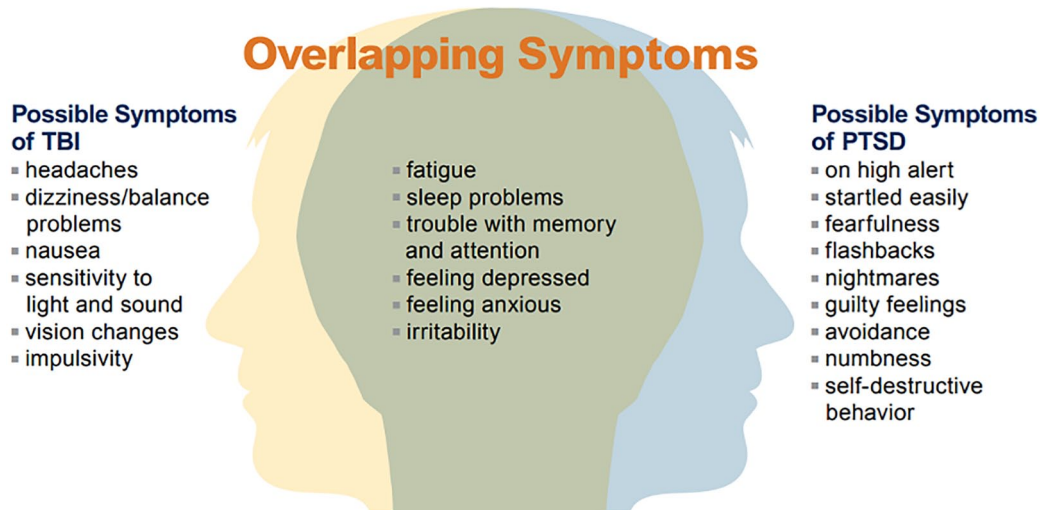 Overlapping Symptoms
Possible Symptoms
of TBI
▪ headaches
▪ dizziness/balance
problems
▪ nausea
▪ sensitivity to
light and sound
▪ vision changes
▪ impulsivity
▪ fatigue
▪ sleep problems
▪ trouble with memory
and attention
▪ feeling depressed
▪ feeling anxious
▪ irritability
Possible Symptoms
of PTSD
▪ on high alert
▪ startled easily
▪ fearfulness
▪ flashbacks
▪ nightmares
▪ guilty feelings
▪ avoidance
▪ numbness
▪ self-destructive
behavior